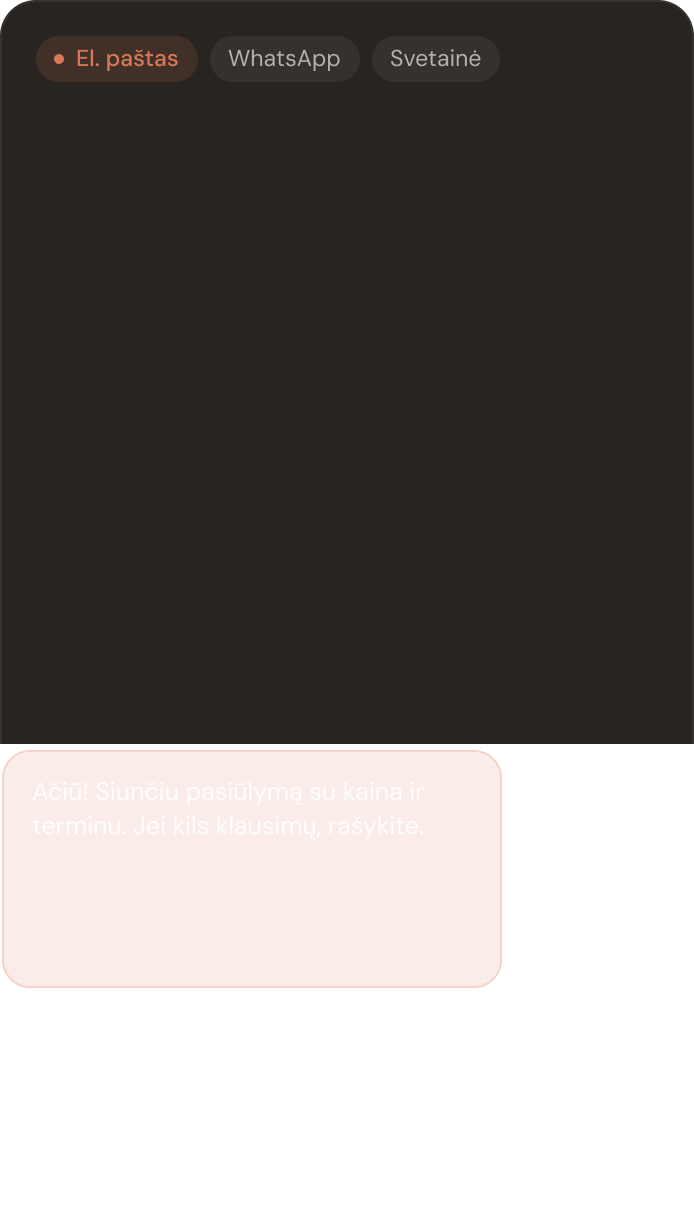 El. paštas
WhatsApp
Svetainė
Ačiū! Siunčiu pasiūlymą su kaina ir
terminu. Jei kils klausimų, rašykite.